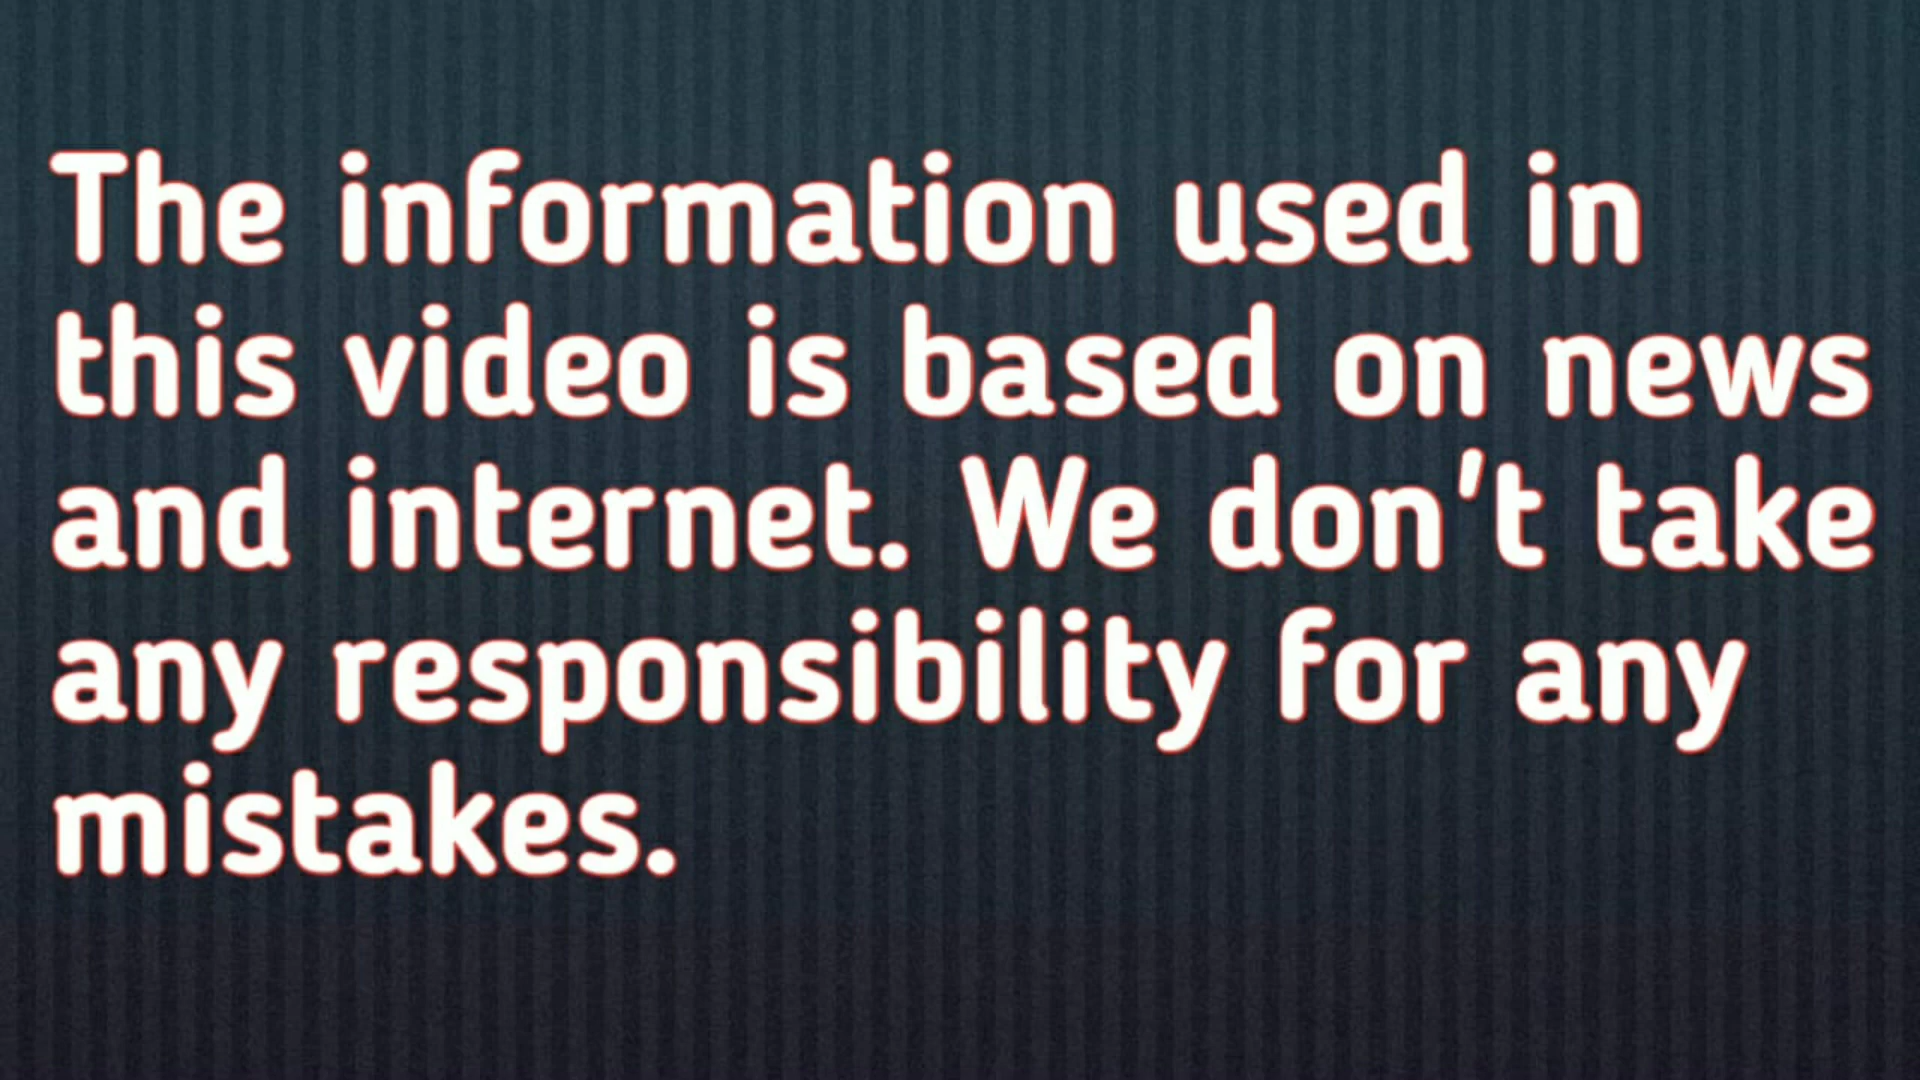 The information used in
this video is based on news
and internet. We don't take
any responsibility for any
mistakes.